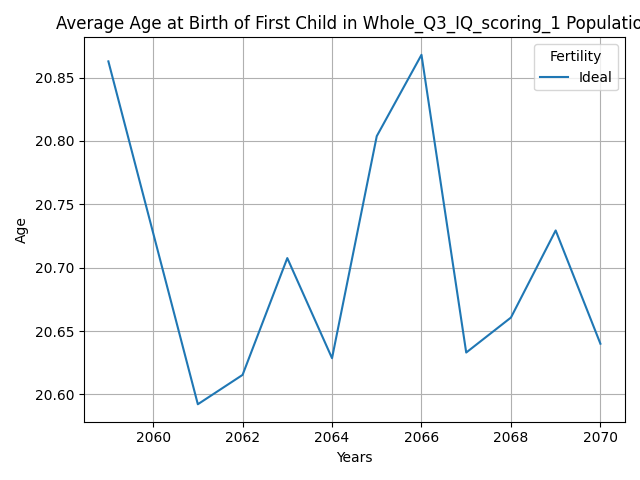 Average Age at Birth of First Child in Whole_Q3_IQ_scoring_1 Populatio
Fertility
Ideal
20.85
20.80
20.75
20.70
20.65
20.60
Age
2060 2062 2064 2066 2068 2070
Years